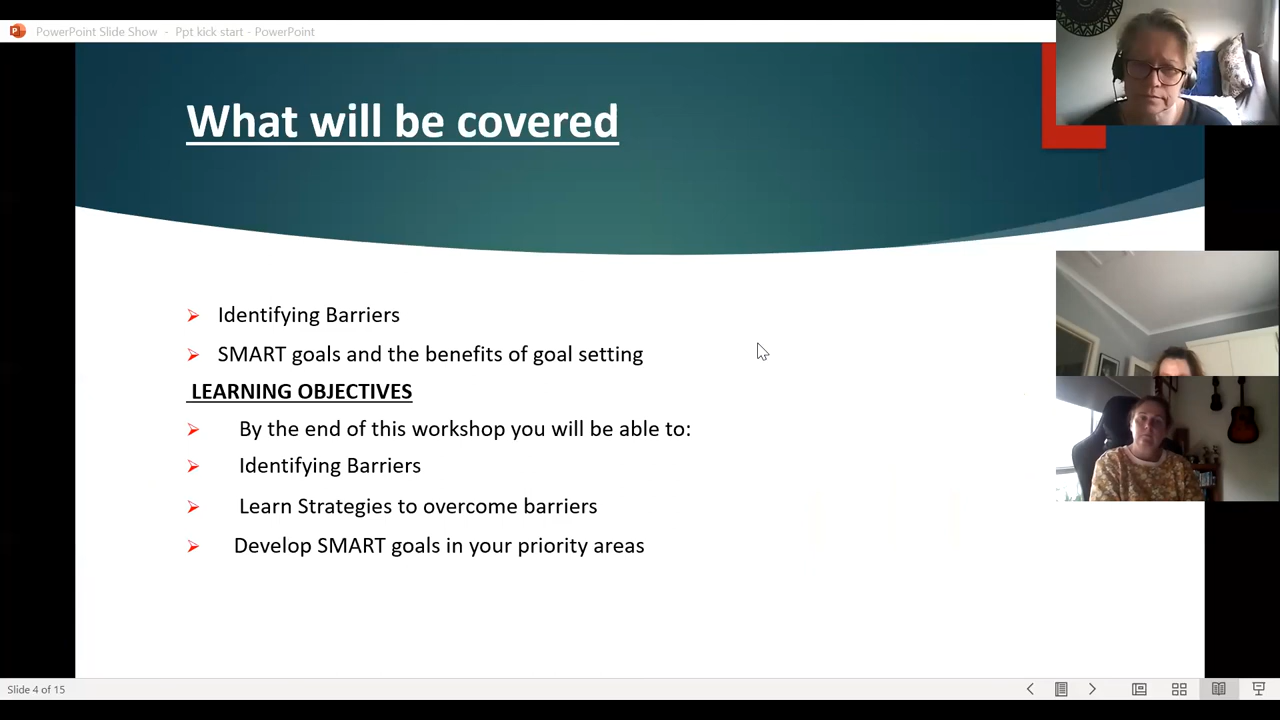 PowerPoint Slide Show - Ppt kick start - PowerPoint
What will be covered
Identifying Barriers
SMART goals and the benefits of goal setting
LEARNING OBJECTIVES
By the end of this workshop you will be able to:
Identifying Barriers
Learn Strategies to overcome barriers
Develop SMART goals in your priority areas
Slide 4 of 15